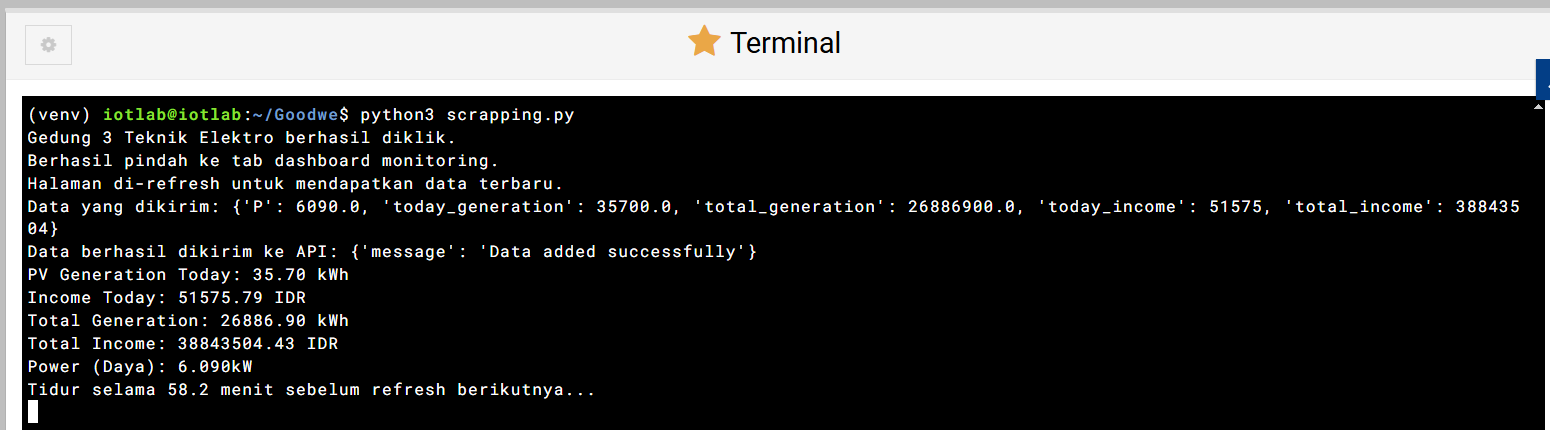 Terminal
(venv) iotlab@iotlab:~/Goodwe$ python3 scrapping.py
Gedung 3 Teknik Elektro berhasil diklik.
Berhasil pindah ke tab dashboard monitoring.
Halaman di-refresh untuk mendapatkan data terbaru.
Data yang dikirim: {'P': 6090.0, 'today_generation': 35700.0, 'total_generation': 26886900.0, 'today_income': 51575, 'total_income': 388435
04}
Data berhasil dikirim ke API: {'message': 'Data added successfully'}
PV Generation Today: 35.70 kWh
Income Today: 51575.79 IDR
Total Generation: 26886.90 kWh
Total Income: 38843504.43 IDR
Power (Daya): 6.090kW
Tidur selama 58.2 menit sebelum refresh berikutnya...